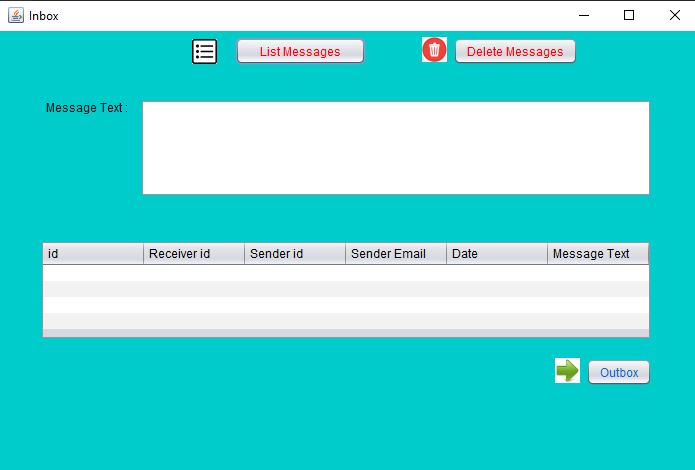 Inbox
List Messages
Delete Messages
Message Text :
id Receiver id Sender id Sender Email Date Message Text
Outbox